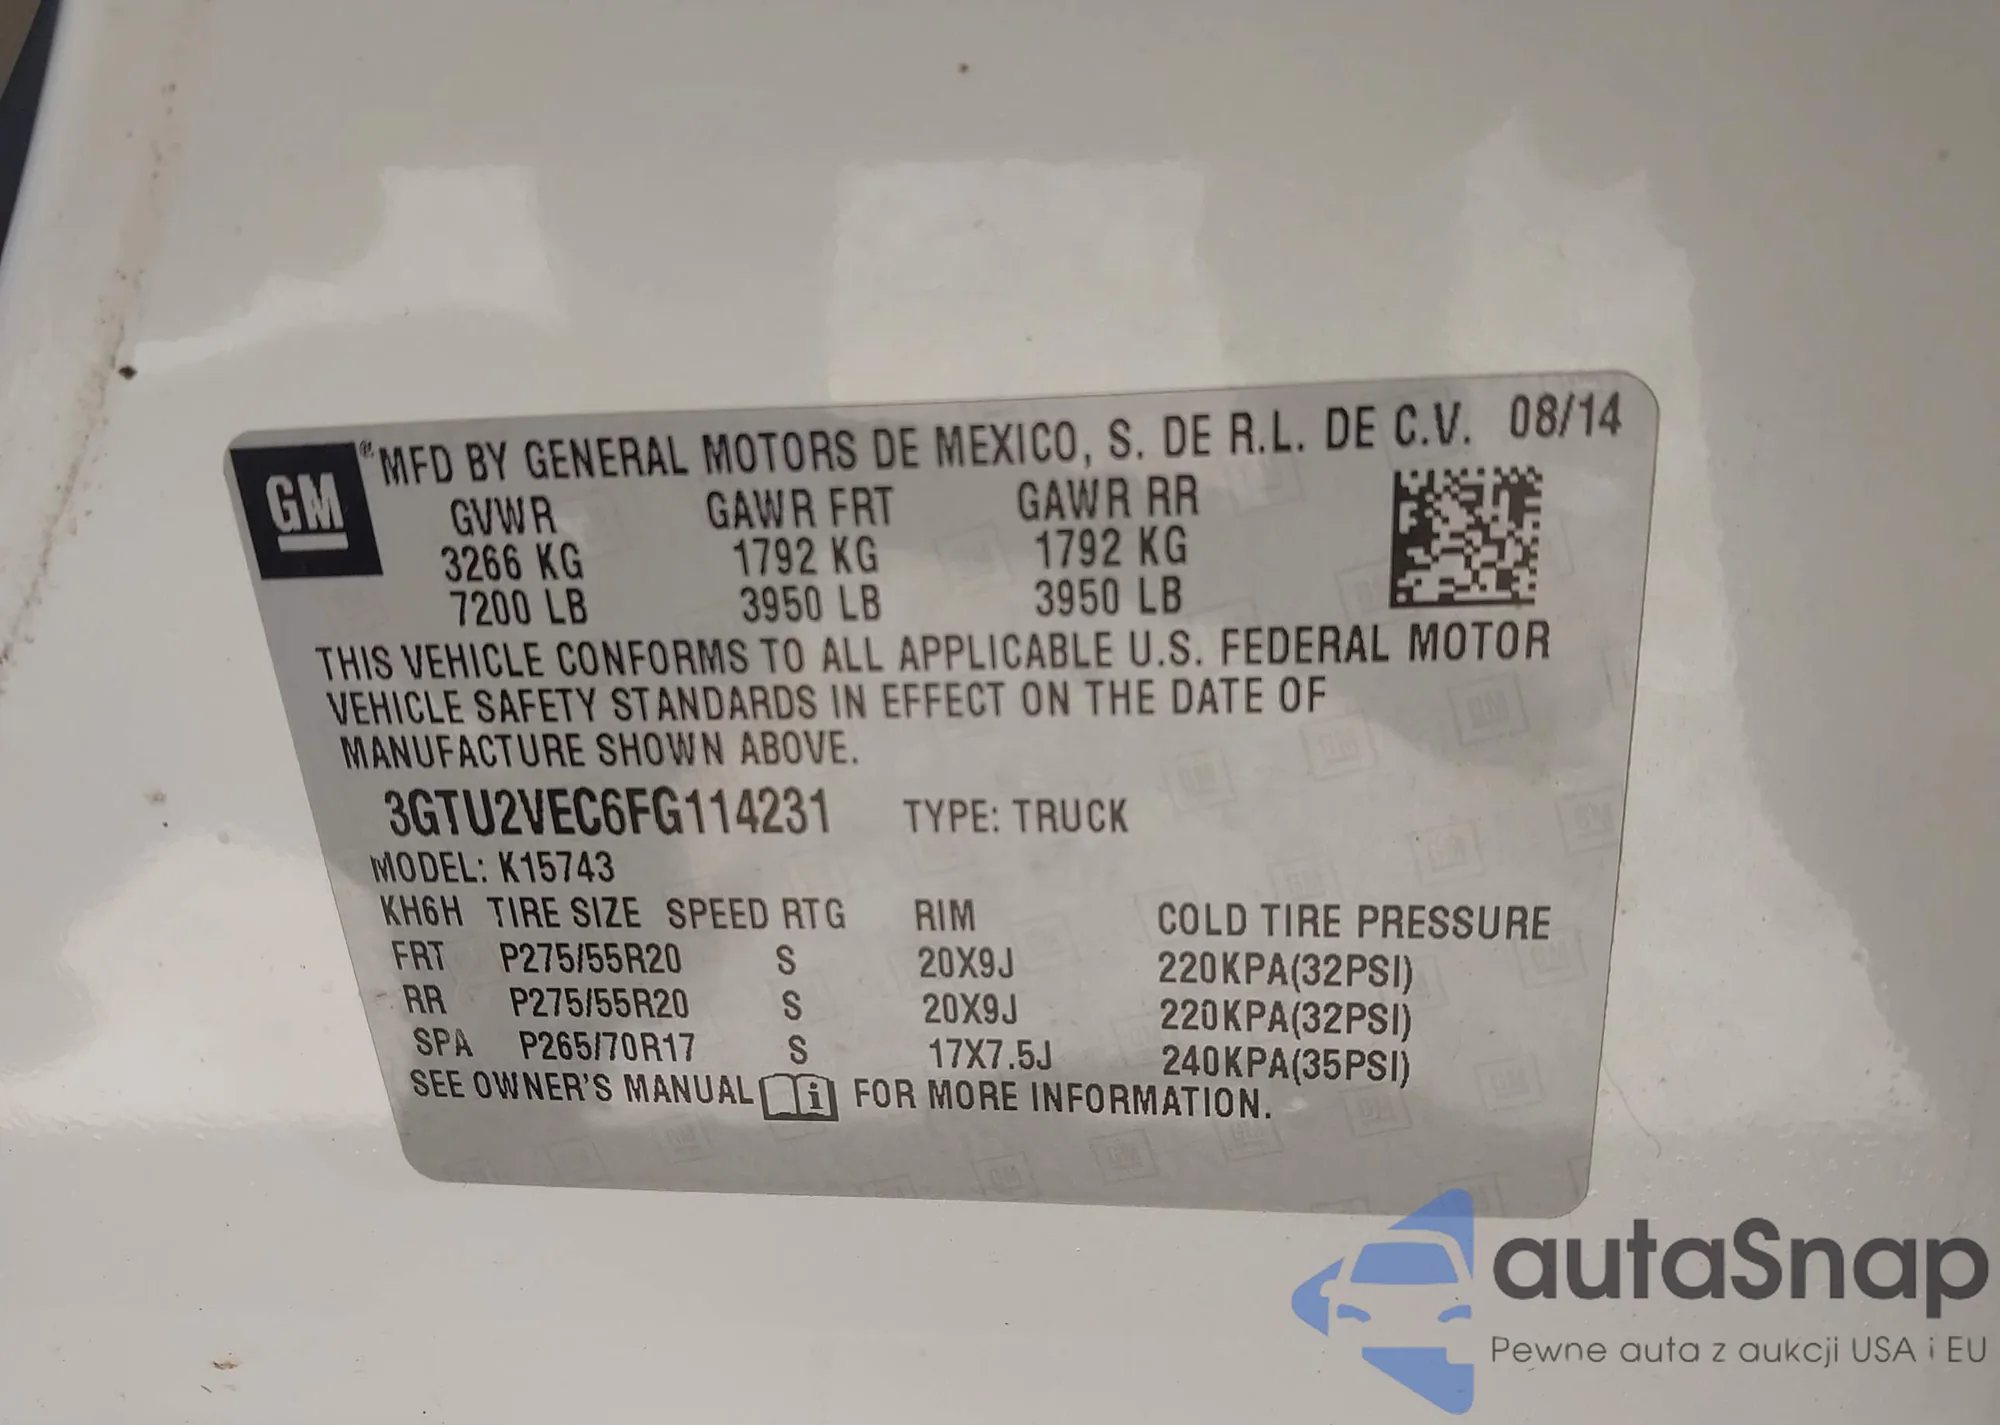 GM ® MFD BY GENERAL MOTORS DE MEXICO, S. DE R.L. DE C.V. 08/14
GVWR GAWR FRT GAWR RR
3266 KG 1792 KG 1792 KG
7200 LB 3950 LB 3950 LB
THIS VEHICLE CONFORMS TO ALL APPLICABLE U.S. FEDERAL MOTOR
VEHICLE SAFETY STANDARDS IN EFFECT ON THE DATE OF
MANUFACTURE SHOWN ABOVE.
3GTU2VEC6FG114231 TYPE: TRUCK
MODEL: K15743
KH6H TIRE SIZE SPEED RTG RIM COLD TIRE PRESSURE
FRT P275/55R20 S 20X9J 220KPA(32PSI)
RR P275/55R20 S 20X9J 220KPA(32PSI)
SPA P265/70R17 S 17X7.5J 240KPA(35PSI)
SEE OWNER'S MANUAL i FOR MORE INFORMATION.
autaSnap
Pewne auta z aukcji USA i EU